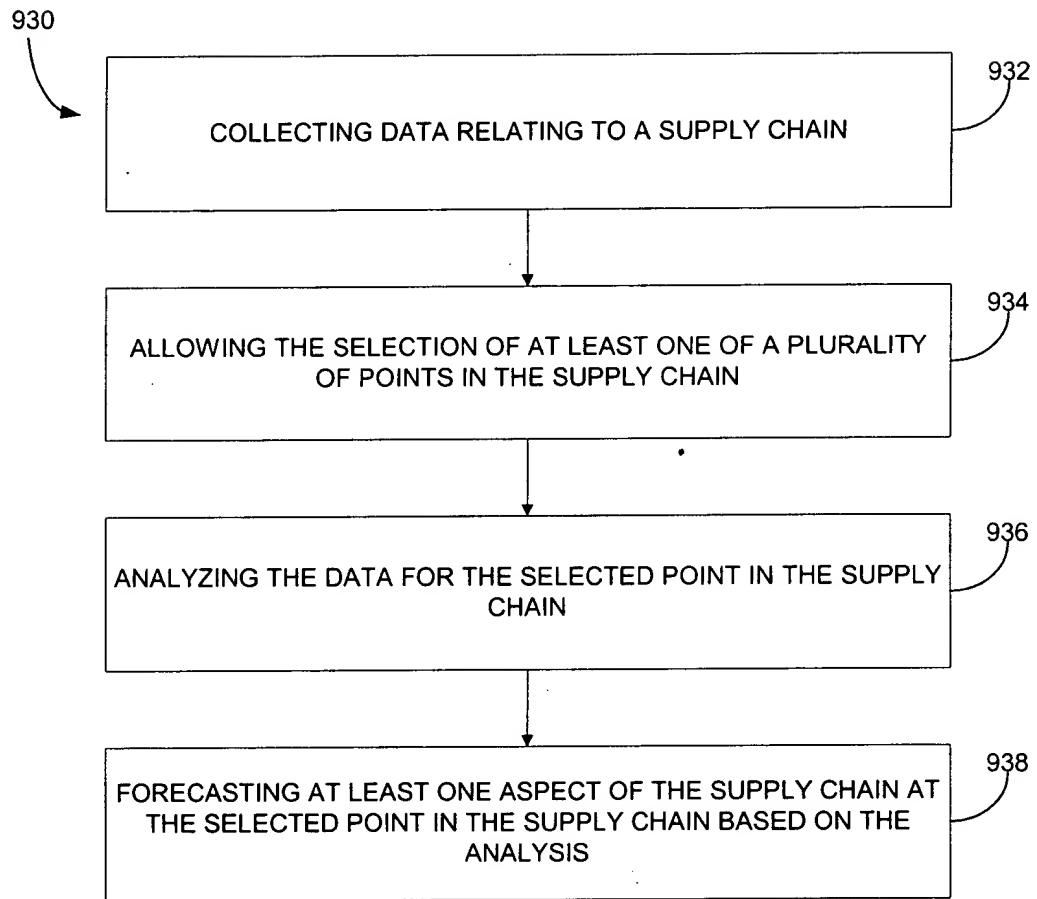 930
932
COLLECTING DATA RELATING TO A SUPPLY CHAIN
934
ALLOWING THE SELECTION OF AT LEAST ONE OF A PLURALITY
OF POINTS IN THE SUPPLY CHAIN
936
ANALYZING THE DATA FOR THE SELECTED POINT IN THE SUPPLY
CHAIN
938
FORECASTING AT LEAST ONE ASPECT OF THE SUPPLY CHAIN AT
THE SELECTED POINT IN THE SUPPLY CHAIN BASED ON THE
ANALYSIS